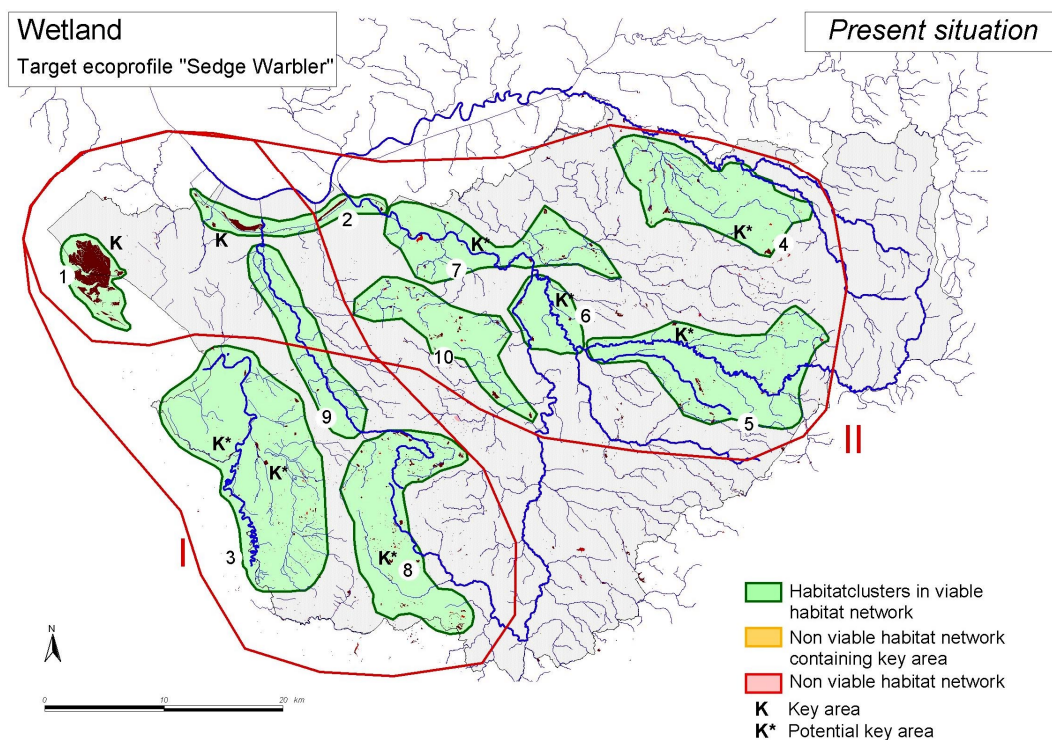 Wetland
Target ecoprofile "Sedge Warbler"
Present situation
K
1
K
2
K*
7
K*
4
K*
6
K*
5
10
9
K*
K*
3
I
K*
8
II
N
0
10
20
km
Habitatclusters in viable
habitat network
Non viable habitat network
containing key area
Non viable habitat network
K Key area
K* Potential key area